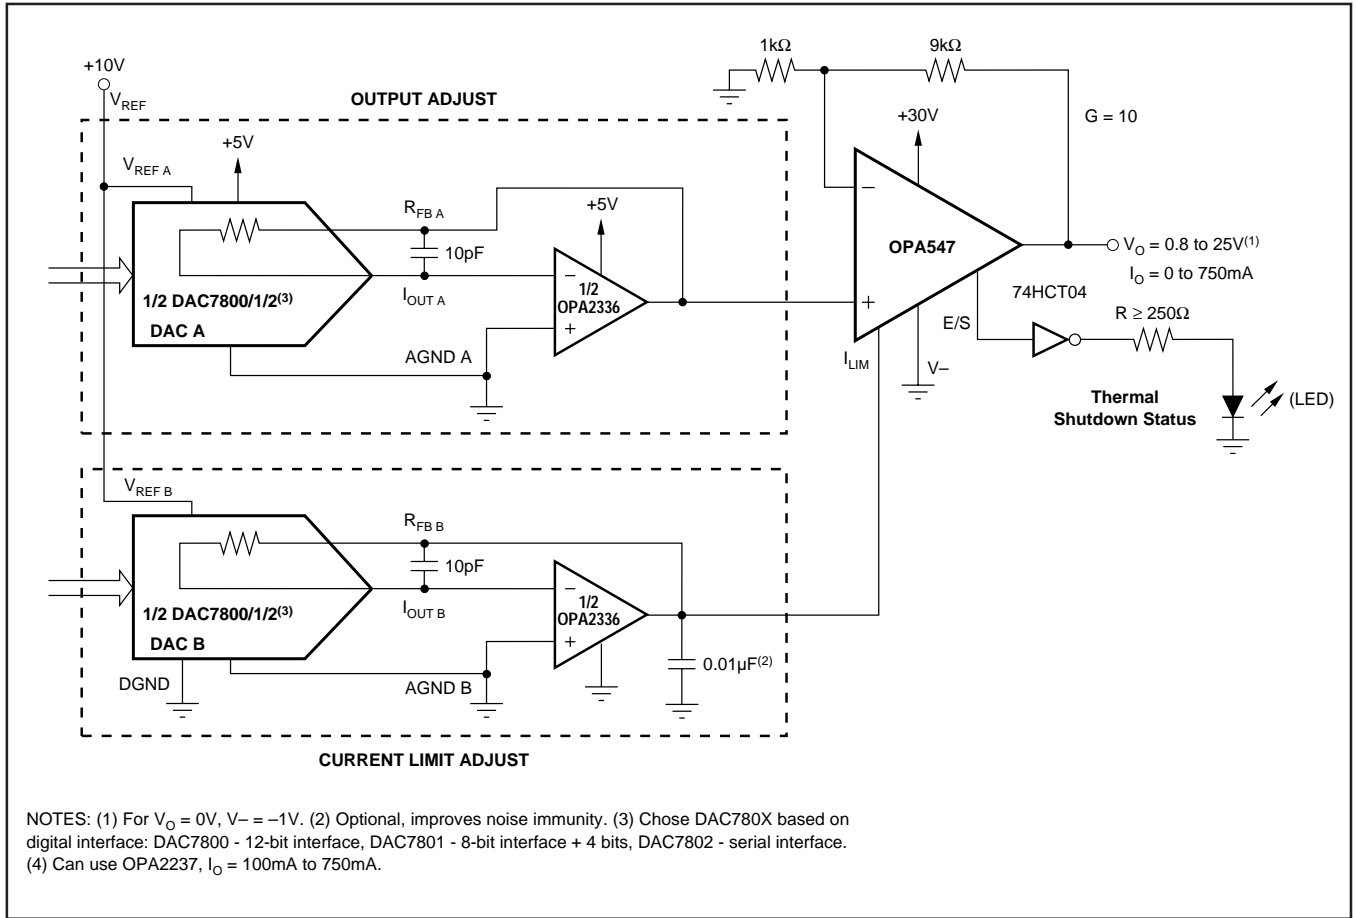 +10V
V_REF
OUTPUT ADJUST
V_REF A
+5V
R_FB A
10pF
I_OUT A
+5V
1/2 DAC7800/1/2(3)
DAC A
–
1/2
OPA2336
+
AGND A
1kΩ
9kΩ
+30V
G = 10
–
OPA547
+
V_O = 0.8 to 25V(1)
I_O = 0 to 750mA
74HCT04
E/S
R ≥ 250Ω
I_LIM
V–
Thermal
Shutdown Status
(LED)
V_REF B
R_FB B
10pF
I_OUT B
1/2 DAC7800/1/2(3)
DAC B
–
1/2
OPA2336
+
DGND
AGND B
0.01µF(2)
CURRENT LIMIT ADJUST
NOTES: (1) For V_O = 0V, V– = –1V. (2) Optional, improves noise immunity. (3) Chose DAC780X based on
digital interface: DAC7800 - 12-bit interface, DAC7801 - 8-bit interface + 4 bits, DAC7802 - serial interface.
(4) Can use OPA2237, I_O = 100mA to 750mA.